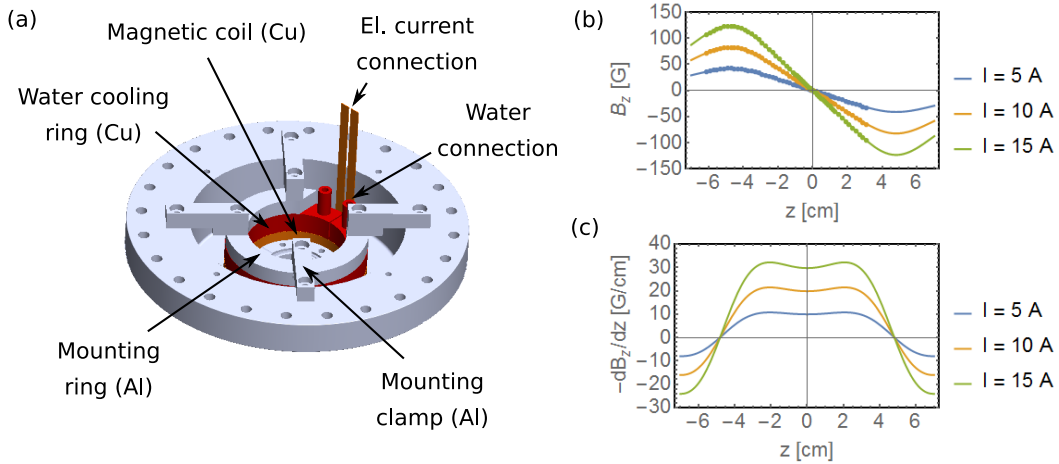 (a)
Magnetic coil (Cu)
El. current
connection
Water cooling
ring (Cu)
Water
connection
Mounting
ring (Al)
Mounting
clamp (Al)
(b)
150
100
50
0
−50
−100
−150
B_z [G]
−6 −4 −2 0 2 4 6
z [cm]
I = 5 A
I = 10 A
I = 15 A
(c)
40
30
20
10
0
−10
−20
−30
−dB_z/dz [G/cm]
−6 −4 −2 0 2 4 6
z [cm]
I = 5 A
I = 10 A
I = 15 A